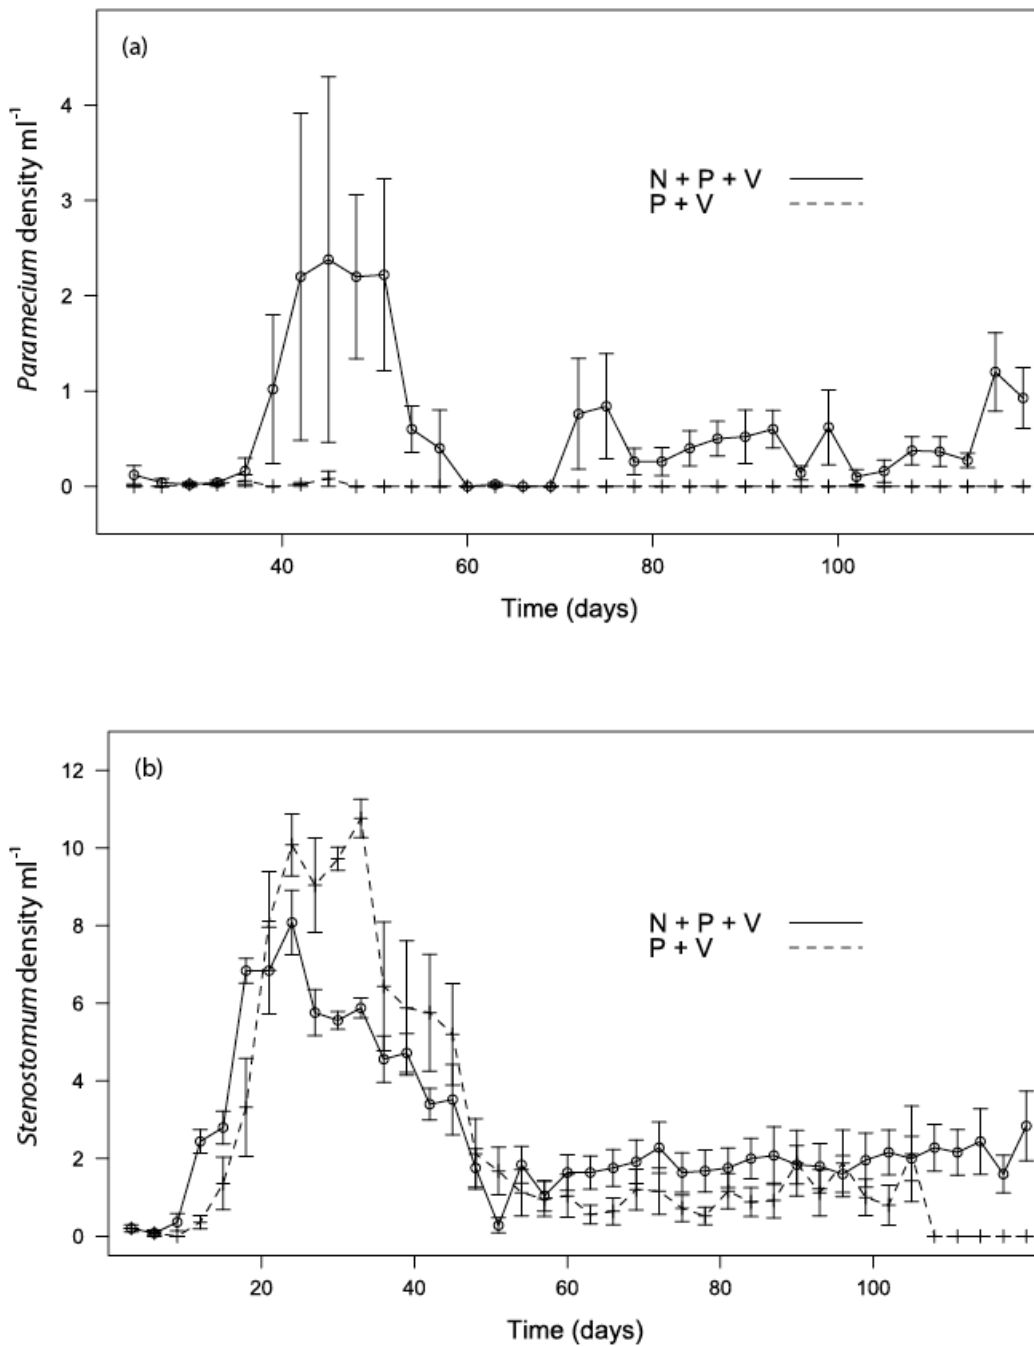 (a)
4
3
2
1
0
Paramecium density ml⁻¹
N + P + V
P + V
40 60 80 100
Time (days)
(b)
12
10
8
6
4
2
0
Stenostomum density ml⁻¹
N + P + V
P + V
20 40 60 80 100
Time (days)